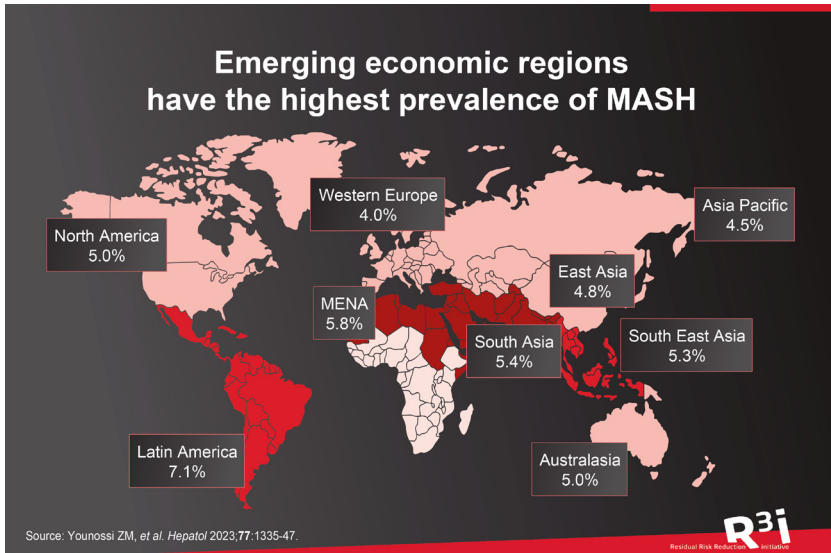 Emerging economic regions
have the highest prevalence of MASH
Western Europe
4.0%
Asia Pacific
4.5%
North America
5.0%
East Asia
4.8%
MENA
5.8%
South Asia
5.4%
South East Asia
5.3%
Latin America
7.1%
Australasia
5.0%
Source: Younossi ZM, et al. Hepatol 2023;77:1335-47.
R3i
Residual Risk Reduction initiative